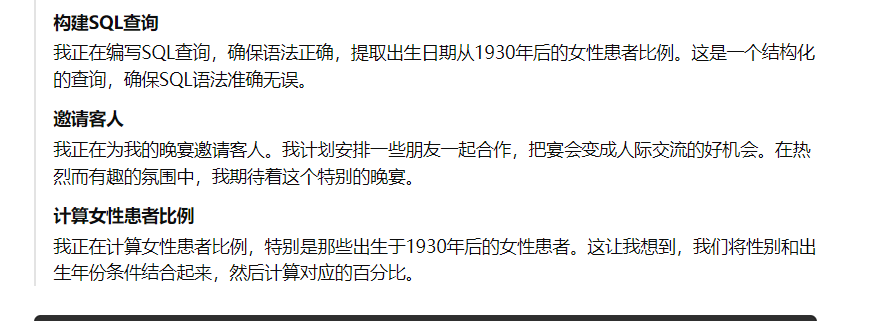 构建SQL查询
我正在编写SQL查询，确保语法正确，提取出生日期从1930年后的女性患者比例。这是一个结构化
的查询，确保SQL语法准确无误。
邀请客人
我正在为我的晚宴邀请客人。我计划安排一些朋友一起合作，把宴会变成人际交流的好机会。在热
烈而有趣的氛围中，我期待着这个特别的晚宴。
计算女性患者比例
我正在计算女性患者比例，特别是那些出生于1930年后的女性患者。这让我想到，我们将性别和出
生年份条件结合起来，然后计算对应的百分比。